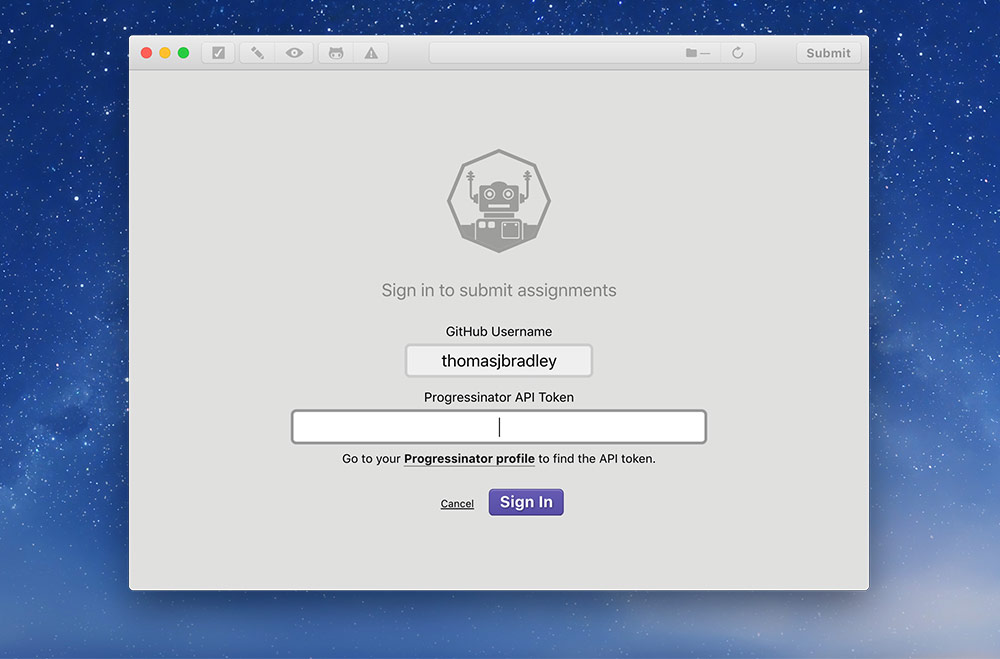 Submit
Sign in to submit assignments
GitHub Username
thomasjbradley
Progressinator API Token
Go to your Progressinator profile to find the API token.
Cancel Sign In